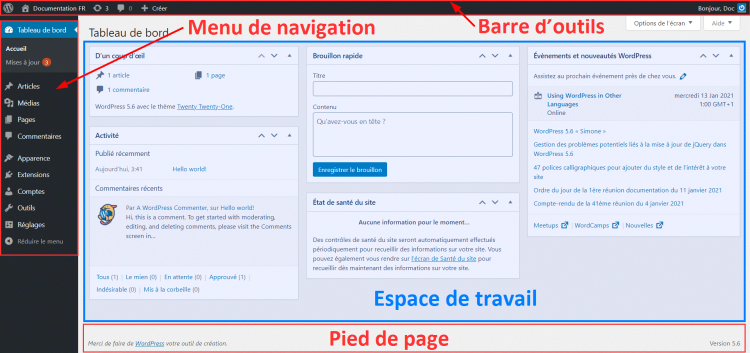 Documentation FR
3
0
+ Créer
Bonjour, Doc
Barre d'outils
Options de l'écran ▼
Aide ▼
Tableau de bord
Accueil
Mises à jour 3
Articles
Médias
Pages
Commentaires
Apparence
Extensions
Comptes
Outils
Réglages
Réduire le menu
Menu de navigation
Tableau de bord
D'un coup d'œil
1 article
1 page
1 commentaire
WordPress 5.6 avec le thème Twenty Twenty-One.
Activité
Publié récemment
Aujourd'hui, 3:41
Hello world!
Commentaires récents
Par A WordPress Commenter, sur Hello world!
Hi, this is a comment. To get started with moderating,
editing, and deleting comments, please visit the Comments
screen in...
Tous (1) | Le mien (0) | En attente (0) | Approuvé (1) |
Indésirable (0) | Mis à la corbeille (0)
Brouillon rapide
Titre
Contenu
Qu'avez-vous en tête ?
Enregistrer le brouillon
État de santé du site
Aucune information pour le moment...
Des contrôles de santé du site seront automatiquement effectués
périodiquement pour recueillir des informations sur votre site. Vous
pouvez également vous rendre sur l'écran de Santé du site pour
recueillir dès maintenant des informations sur votre site.
Évènements et nouveautés WordPress
Assistez au prochain évènement près de chez vous.
Using WordPress in Other
Languages
Online
mercredi 13 Jan 2021
1:00 GMT+1
WordPress 5.6 « Simone »
Gestion des problèmes potentiels liés à la mise à jour de jQuery dans
WordPress 5.6
47 polices calligraphiques pour ajouter du style et de l'intérêt à votre
site
Ordre du jour de la 1ère réunion documentation du 11 janvier 2021
Compte-rendu de la 41ème réunion du 4 janvier 2021
Meetups | WordCamps | Nouvelles
Espace de travail
Pied de page
Merci de faire de WordPress votre outil de création.
Version 5.6